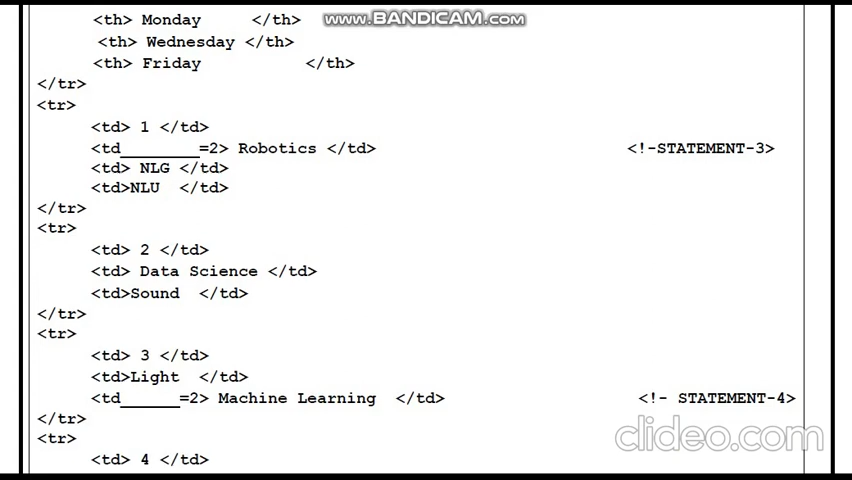 <th> Monday </th>
www.BANDICAM.com
<th> Wednesday </th>
<th> Friday </th>
</tr>
<tr>
<td> 1 </td>
<td________=2> Robotics </td> <!-STATEMENT-3>
<td> NLG </td>
<td>NLU </td>
</tr>
<tr>
<td> 2 </td>
<td> Data Science </td>
<td>Sound </td>
</tr>
<tr>
<td> 3 </td>
<td>Light </td>
<td______=2> Machine Learning </td> <!- STATEMENT-4>
</tr>
<tr>
<td> 4 </td>
clideo.com